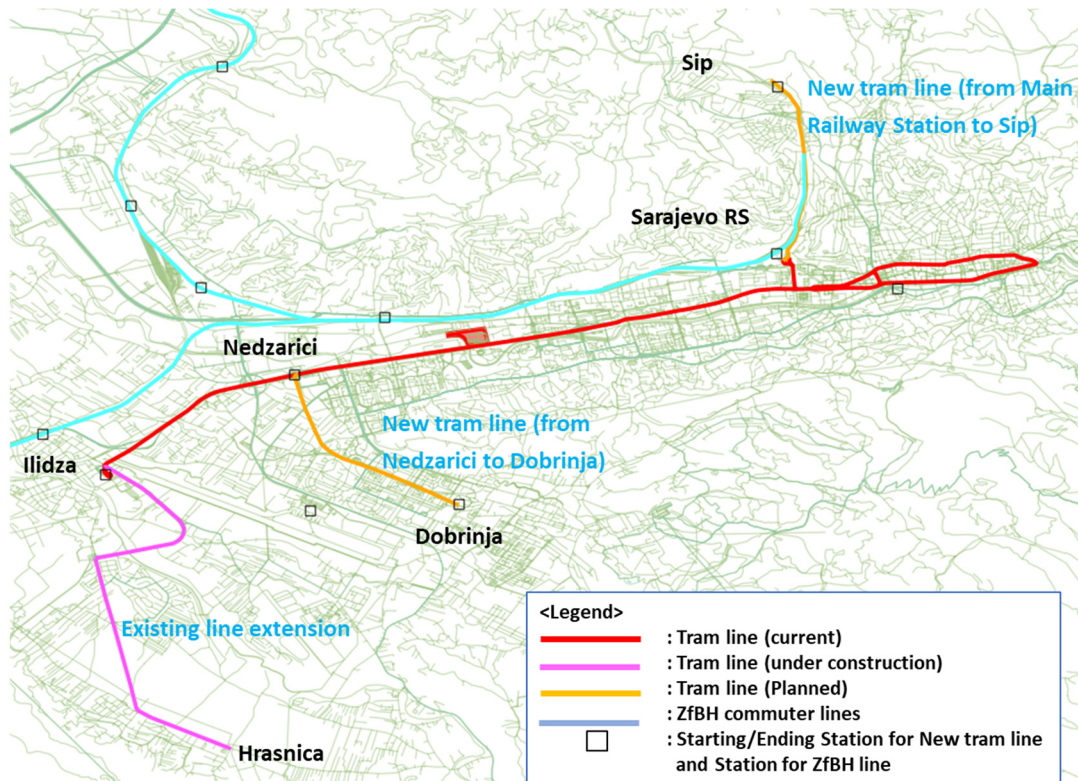 Sip
New tram line (from Main
Railway Station to Sip)
Sarajevo RS
Nedzarici
New tram line (from
Nedzarici to Dobrinja)
Ilidza
Dobrinja
Existing line extension
Hrasnica
<Legend>
: Tram line (current)
: Tram line (under construction)
: Tram line (Planned)
: ZfBH commuter lines
: Starting/Ending Station for New tram line
and Station for ZfBH line